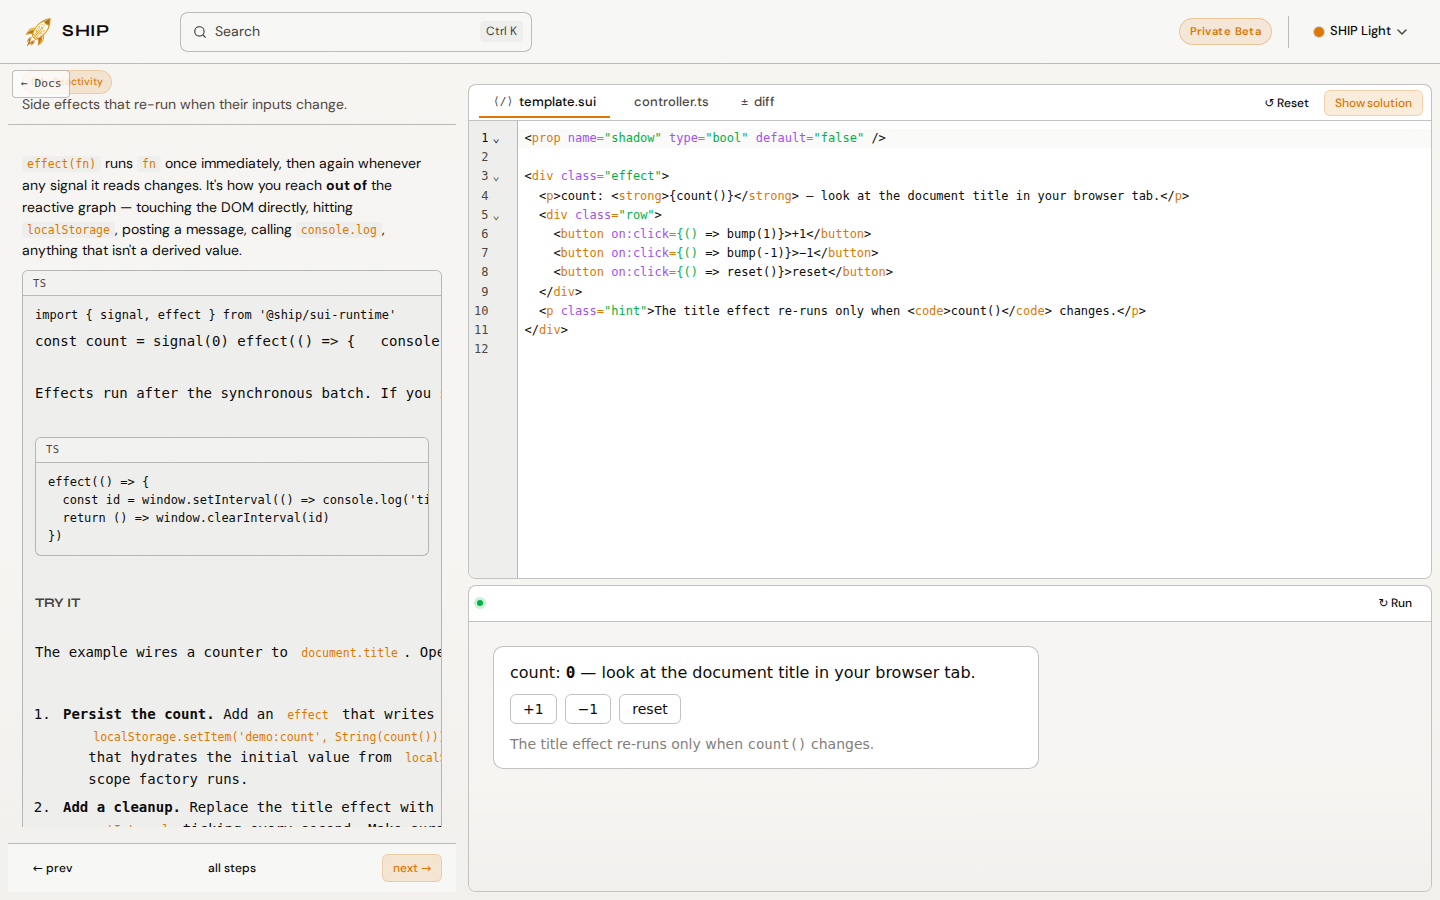 SHIP
Search
Ctrl K
Private Beta
SHIP Light
← Docs
ctivity
Side effects that re-run when their inputs change.
effect(fn) runs fn once immediately, then again whenever
any signal it reads changes. It's how you reach out of the
reactive graph — touching the DOM directly, hitting
localStorage, posting a message, calling console.log,
anything that isn't a derived value.
TS
import { signal, effect } from '@ship/sui-runtime'
const count = signal(0) effect(() => {   console
Effects run after the synchronous batch. If you
TS
effect(() => {
  const id = window.setInterval(() => console.log('ti
  return () => window.clearInterval(id)
})
TRY IT
The example wires a counter to document.title. Ope
1. Persist the count. Add an effect that writes
localStorage.setItem('demo:count', String(count()))
that hydrates the initial value from local
scope factory runs.
2. Add a cleanup. Replace the title effect with
← prev
all steps
next →
template.sui
controller.ts
± diff
↺ Reset
Show solution
1 <prop name="shadow" type="bool" default="false" />
2
3 <div class="effect">
4   <p>count: <strong>{count()}</strong> — look at the document title in your browser tab.</p>
5   <div class="row">
6     <button on:click={() => bump(1)}>+1</button>
7     <button on:click={() => bump(-1)}>−1</button>
8     <button on:click={() => reset()}>reset</button>
9   </div>
10   <p class="hint">The title effect re-runs only when <code>count()</code> changes.</p>
11 </div>
12
↻ Run
count: 0 — look at the document title in your browser tab.
+1
−1
reset
The title effect re-runs only when count() changes.